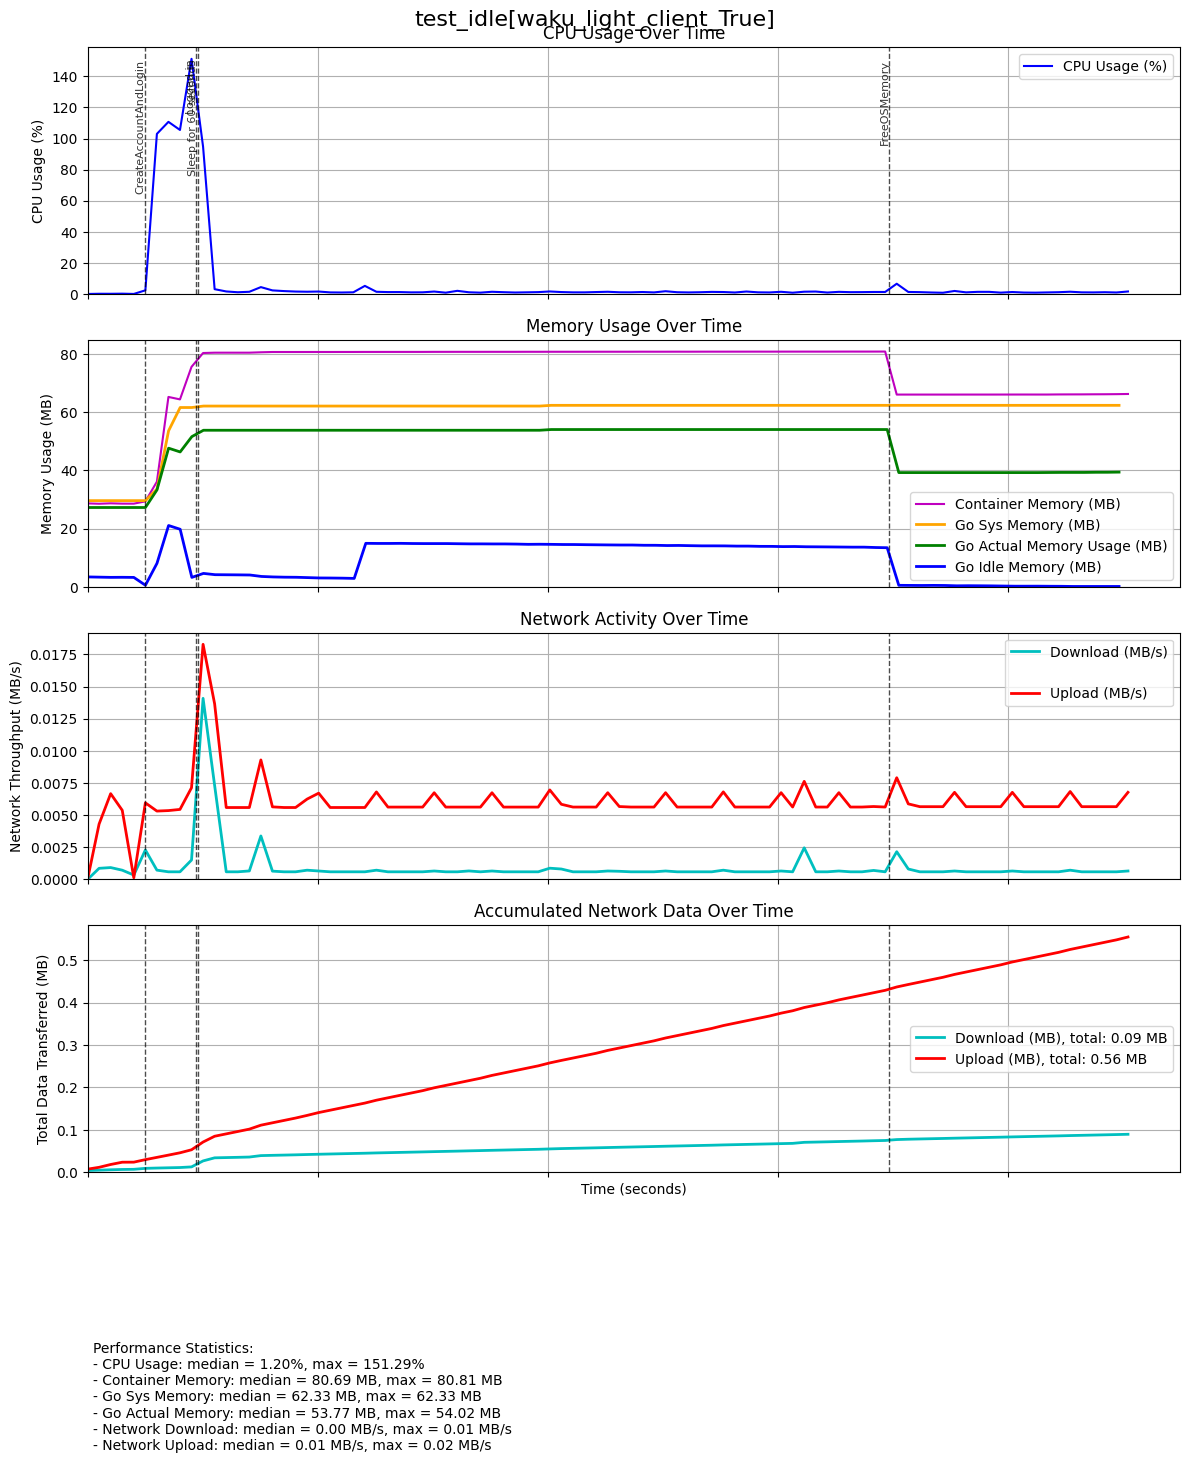 test_idle[waku_light_client_True]
CPU Usage Over Time
CPU Usage (%)
140
120
100
80
60
40
20
0
CreateAccountAndLogin
Sleep for 60
FreeOSMemory
CPU Usage (%)
Memory Usage Over Time
Memory Usage (MB)
80
60
40
20
0
Container Memory (MB)
Go Sys Memory (MB)
Go Actual Memory Usage (MB)
Go Idle Memory (MB)
Network Activity Over Time
Network Throughput (MB/s)
0.0175
0.0150
0.0125
0.0100
0.0075
0.0050
0.0025
0.0000
Download (MB/s)
Upload (MB/s)
Accumulated Network Data Over Time
Total Data Transferred (MB)
0.5
0.4
0.3
0.2
0.1
0.0
Download (MB), total: 0.09 MB
Upload (MB), total: 0.56 MB
Time (seconds)
Performance Statistics:
- CPU Usage: median = 1.20%, max = 151.29%
- Container Memory: median = 80.69 MB, max = 80.81 MB
- Go Sys Memory: median = 62.33 MB, max = 62.33 MB
- Go Actual Memory: median = 53.77 MB, max = 54.02 MB
- Network Download: median = 0.00 MB/s, max = 0.01 MB/s
- Network Upload: median = 0.01 MB/s, max = 0.02 MB/s